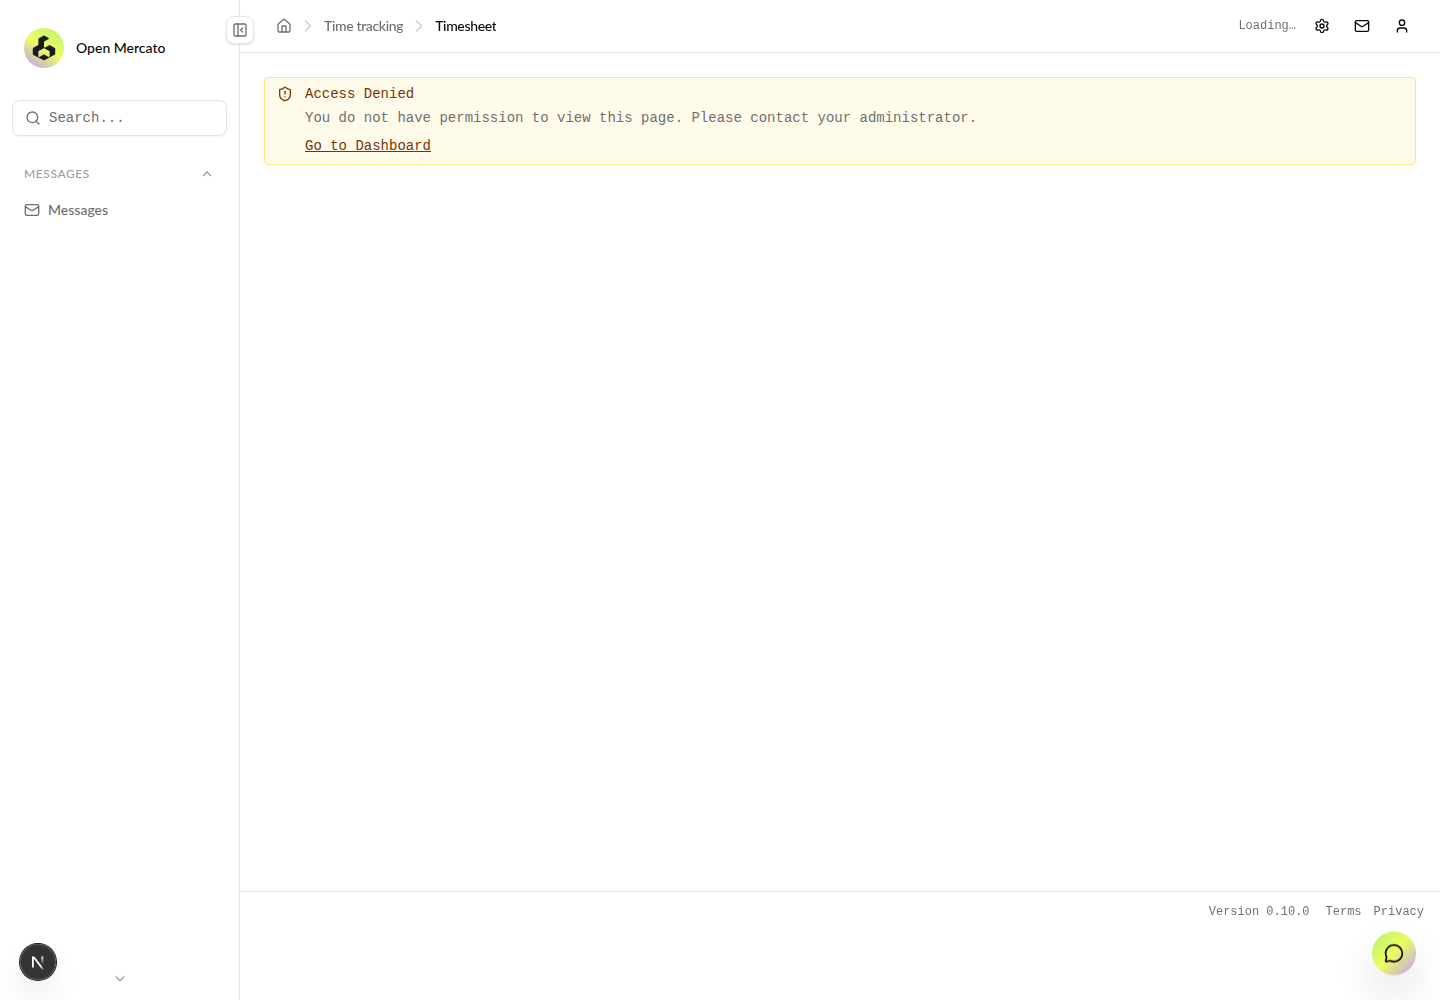 Open Mercato
Time tracking
Timesheet
Loading…
Search...
MESSAGES
Messages
Access Denied
You do not have permission to view this page. Please contact your administrator.
Go to Dashboard
Version 0.10.0
Terms
Privacy
N